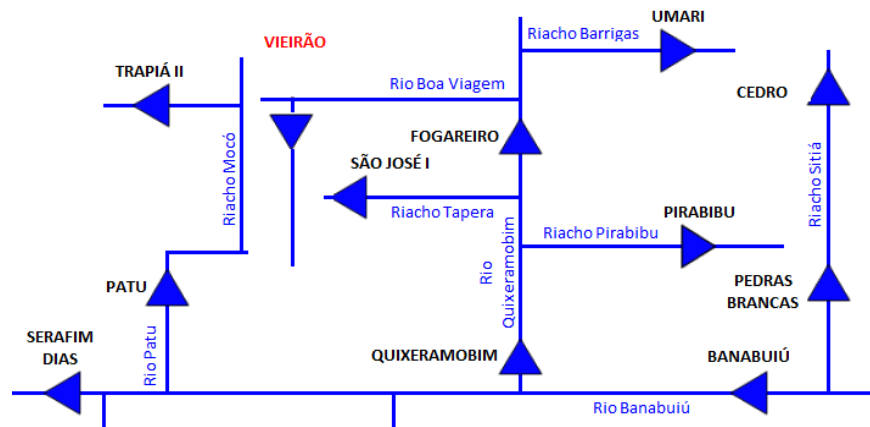 UMARI
Riacho Barrigas
VIEIRÃO
TRAPIÁ II
Rio Boa Viagem
CEDRO
FOGAREIRO
SÃO JOSÉ I
Riacho Mocó
Riacho Sitiá
Riacho Tapera
PIRABIBU
Riacho Pirabibu
Rio
Quixeramobim
PATU
PEDRAS
BRANCAS
SERAFIM
DIAS
Rio Patu
QUIXERAMOBIM
BANABUIÚ
Rio Banabuiú